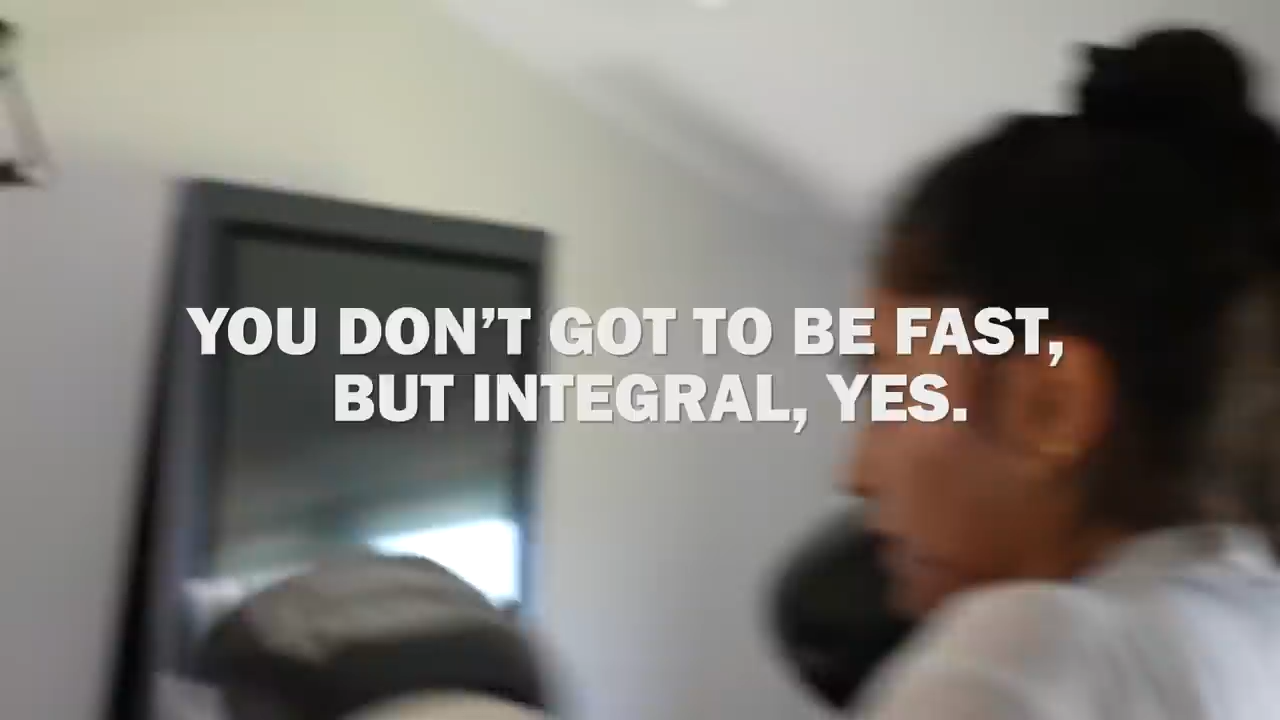 YOU DON’T GOT TO BE FAST,
BUT INTEGRAL, YES.